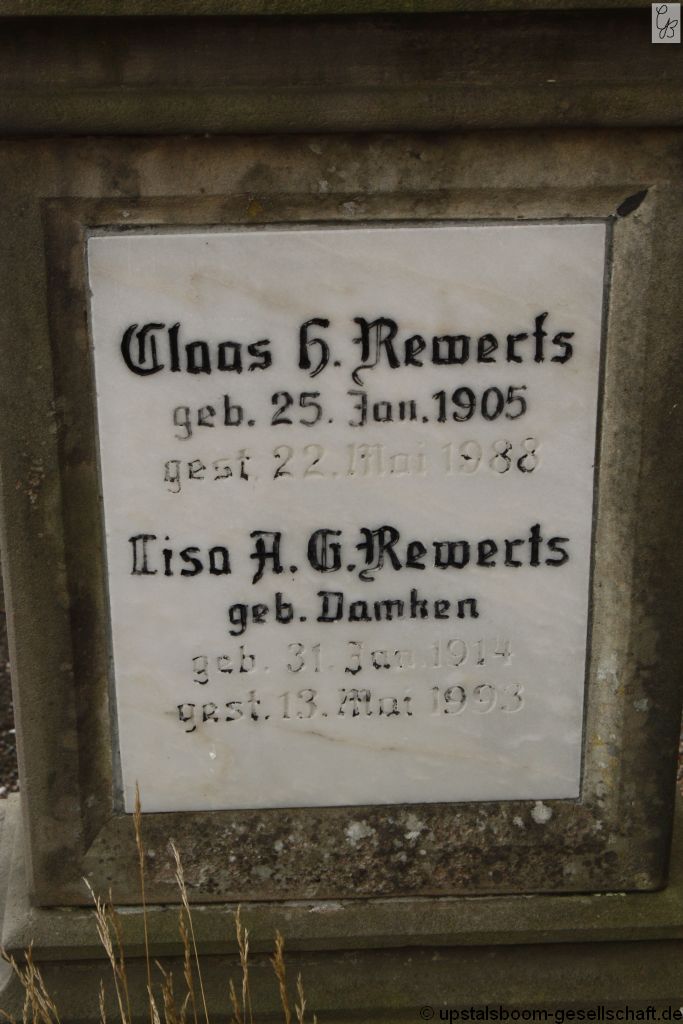 Claas H. Rewerts
geb. 25. Jan. 1905
gest. 22. Mai 1988
Lisa A. G. Rewerts
geb. Damken
geb. 31. Jan. 1914
gest. 13. Mai 1993
© upstalsboom-gesellschaft.de